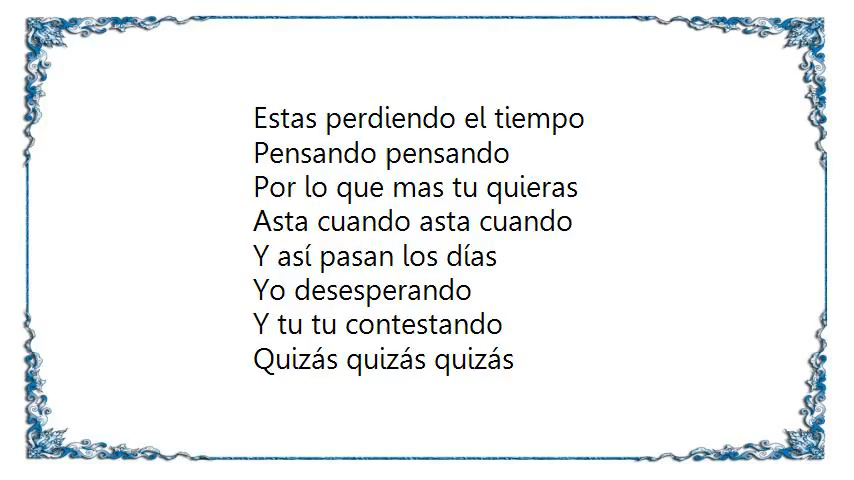 Estas perdiendo el tiempo
Pensando pensando
Por lo que mas tu quieras
Asta cuando asta cuando
Y así pasan los días
Yo desesperando
Y tu tu contestando
Quizás quizás quizás